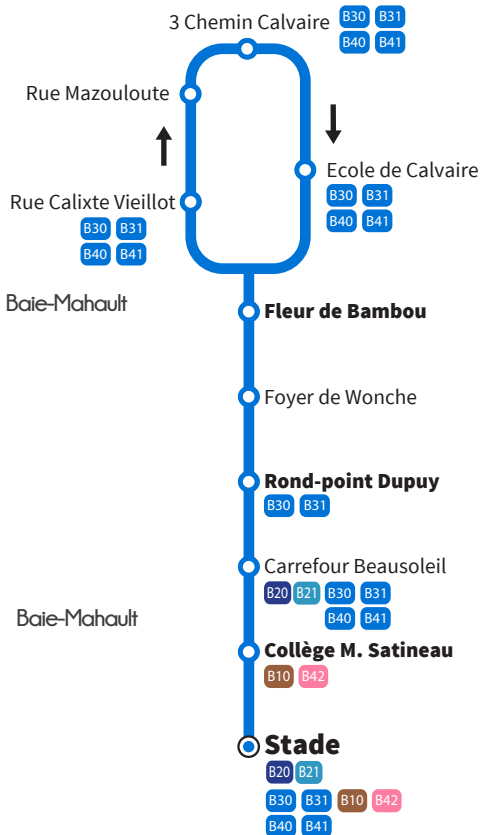 3 Chemin Calvaire
B30 B31
B40 B41
Rue Mazouloute
Ecole de Calvaire
B30 B31
B40 B41
Rue Calixte Vieillot
B30 B31
B40 B41
Baie-Mahault
Fleur de Bambou
Foyer de Wonche
Rond-point Dupuy
B30 B31
Carrefour Beausoleil
B20 B21 B30 B31
B40 B41
Baie-Mahault
Collège M. Satineau
B10 B42
Stade
B20 B21
B30 B31 B10 B42
B40 B41